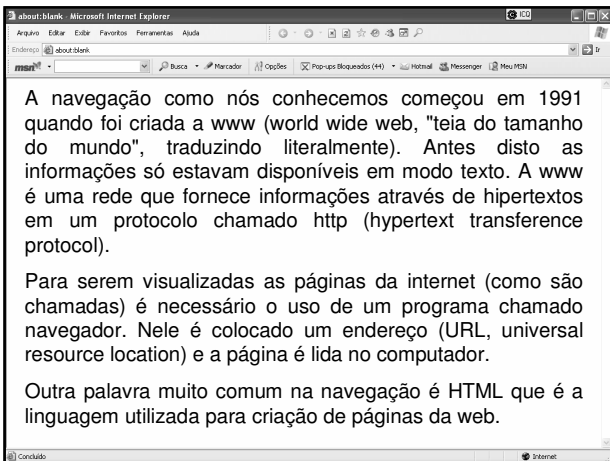 about:blank - Microsoft Internet Explorer
ICQ
Arquivo Editar Exibir Favoritos Ferramentas Ajuda
Endereço about:blank Ir
msn Busca Marcador Opções Pop-ups Bloqueados (44) Hotmail Messenger Meu MSN
A navegação como nós conhecemos começou em 1991
quando foi criada a www (world wide web, "teia do tamanho
do mundo", traduzindo literalmente). Antes disto as
informações só estavam disponíveis em modo texto. A www
é uma rede que fornece informações através de hipertextos
em um protocolo chamado http (hypertext transference
protocol).
Para serem visualizadas as páginas da internet (como são
chamadas) é necessário o uso de um programa chamado
navegador. Nele é colocado um endereço (URL, universal
resource location) e a página é lida no computador.
Outra palavra muito comum na navegação é HTML que é a
linguagem utilizada para criação de páginas da web.
Concluído
Internet